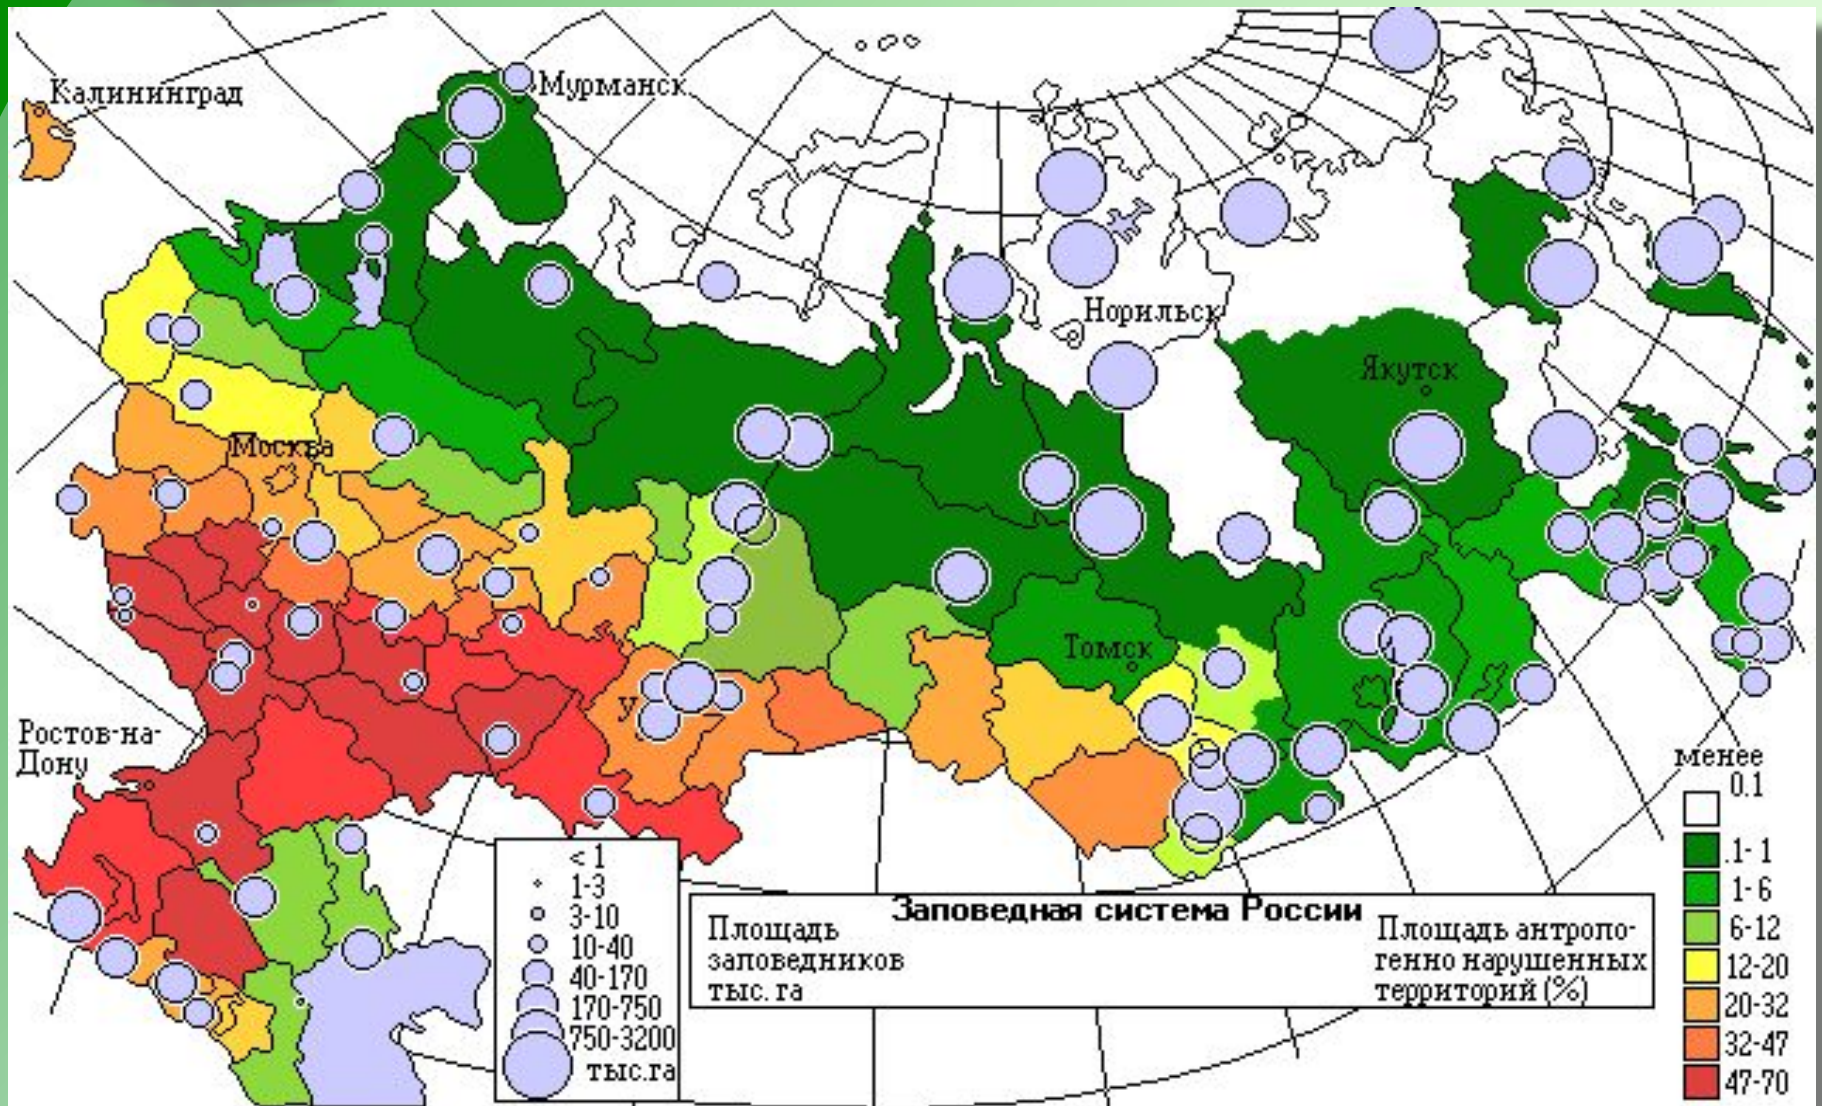 Калининград
Мурманск
Норильск
Якутск
Москва
Томск
У
Ростов-на-
Дону
менее
0.1
.1-1
1-6
6-12
12-20
20-32
32-47
47-70
< 1
1-3
3-10
10-40
40-170
170-750
750-3200
тыс.га
Заповедная система России
Площадь
заповедников
тыс. га
Площадь антропо-
генно нарушенных
территорий (%)